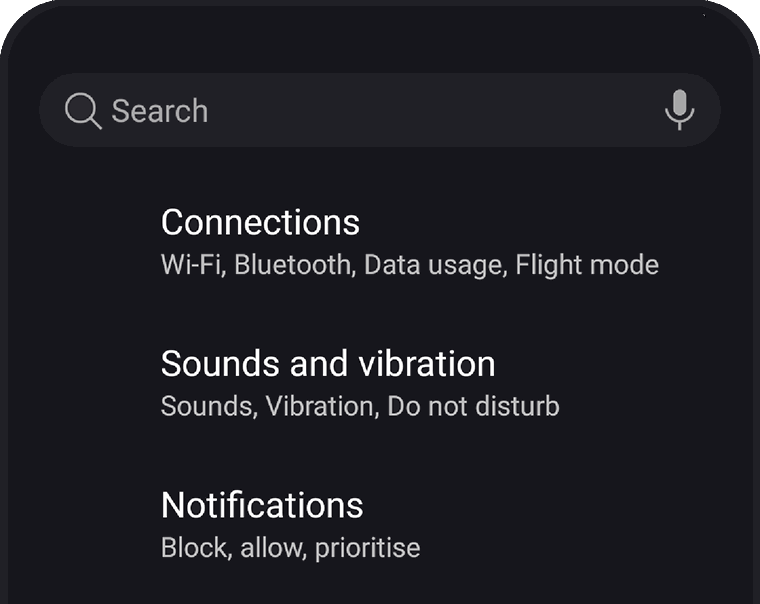 Search
Connections
Wi-Fi, Bluetooth, Data usage, Flight mode
Sounds and vibration
Sounds, Vibration, Do not disturb
Notifications
Block, allow, prioritise